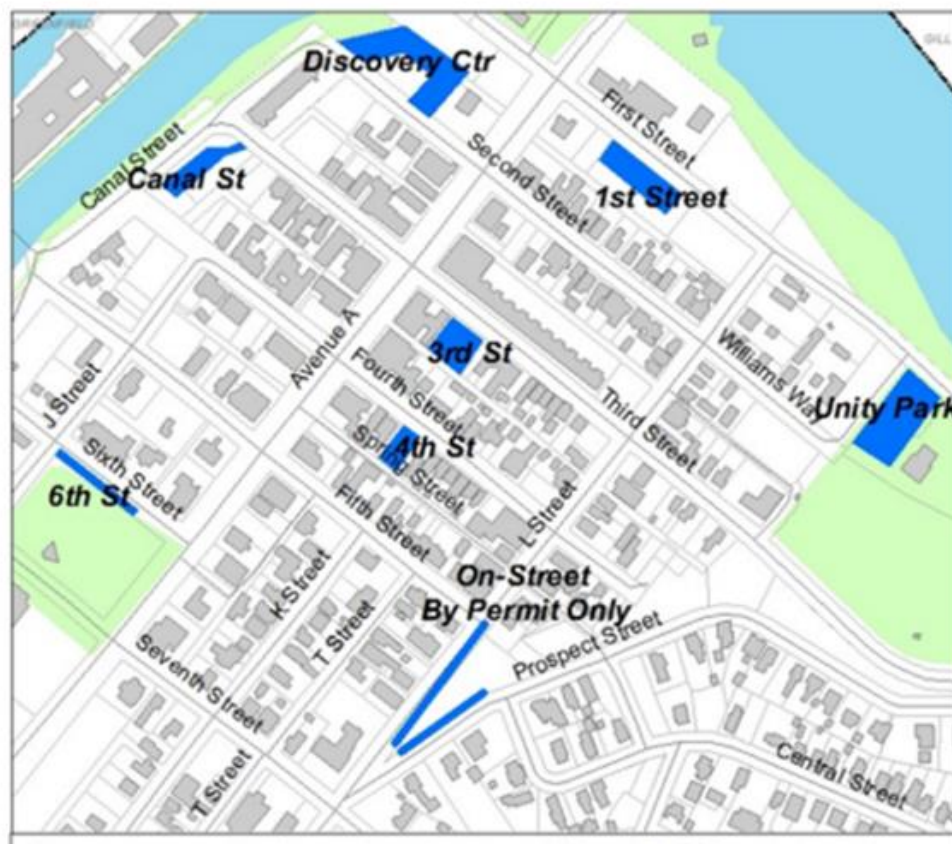 GREENFIELD
GILL
Discovery Ctr
First Street
Canal Street
Canal St
Second Street
1st Street
Avenue A
3rd St
Fourth Street
Williams Way
Unity Park
J Street
Third Street
4th St
Spring Street
Sixth Street
6th St
Fifth Street
L Street
On-Street
By Permit Only
K Street
T Street
Prospect Street
Seventh Street
T Street
Central Street